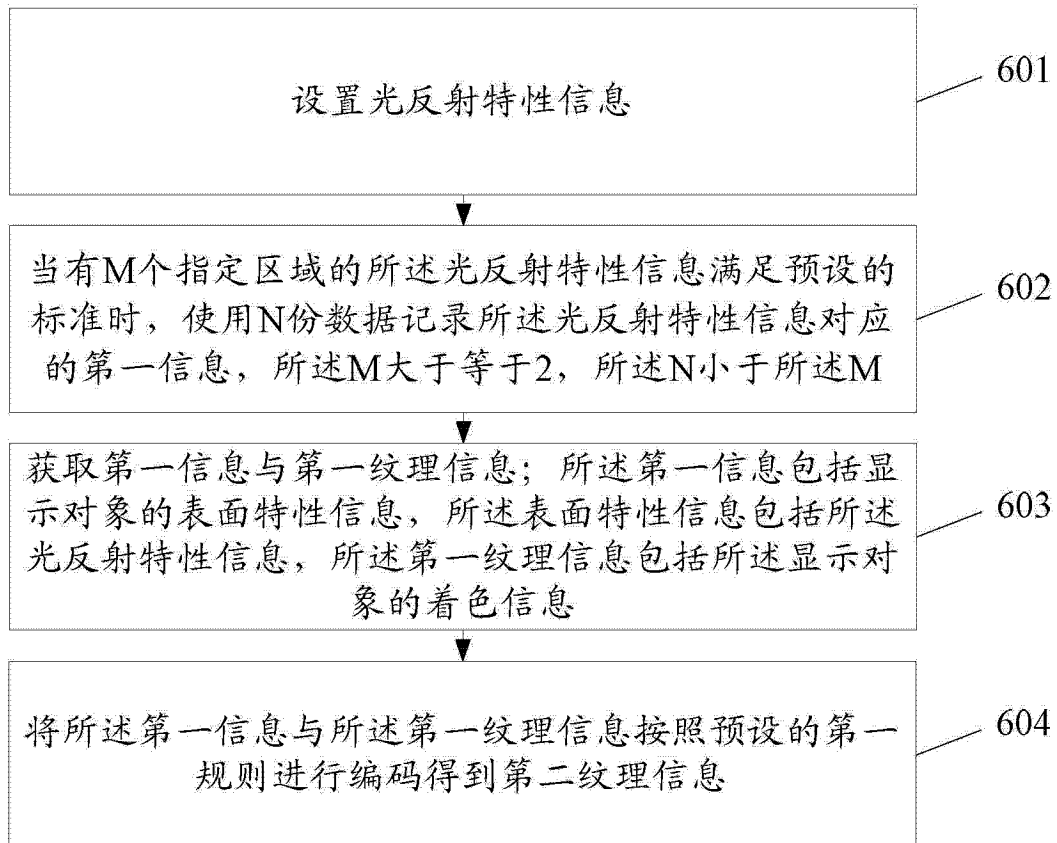 设置光反射特性信息
601
当有M个指定区域的所述光反射特性信息满足预设的
标准时，使用N份数据记录所述光反射特性信息对应
的第一信息，所述M大于等于2，所述N小于所述M
602
获取第一信息与第一纹理信息；所述第一信息包括显
示对象的表面特性信息，所述表面特性信息包括所述
光反射特性信息，所述第一纹理信息包括所述显示对
象的着色信息
603
将所述第一信息与所述第一纹理信息按照预设的第一
规则进行编码得到第二纹理信息
604